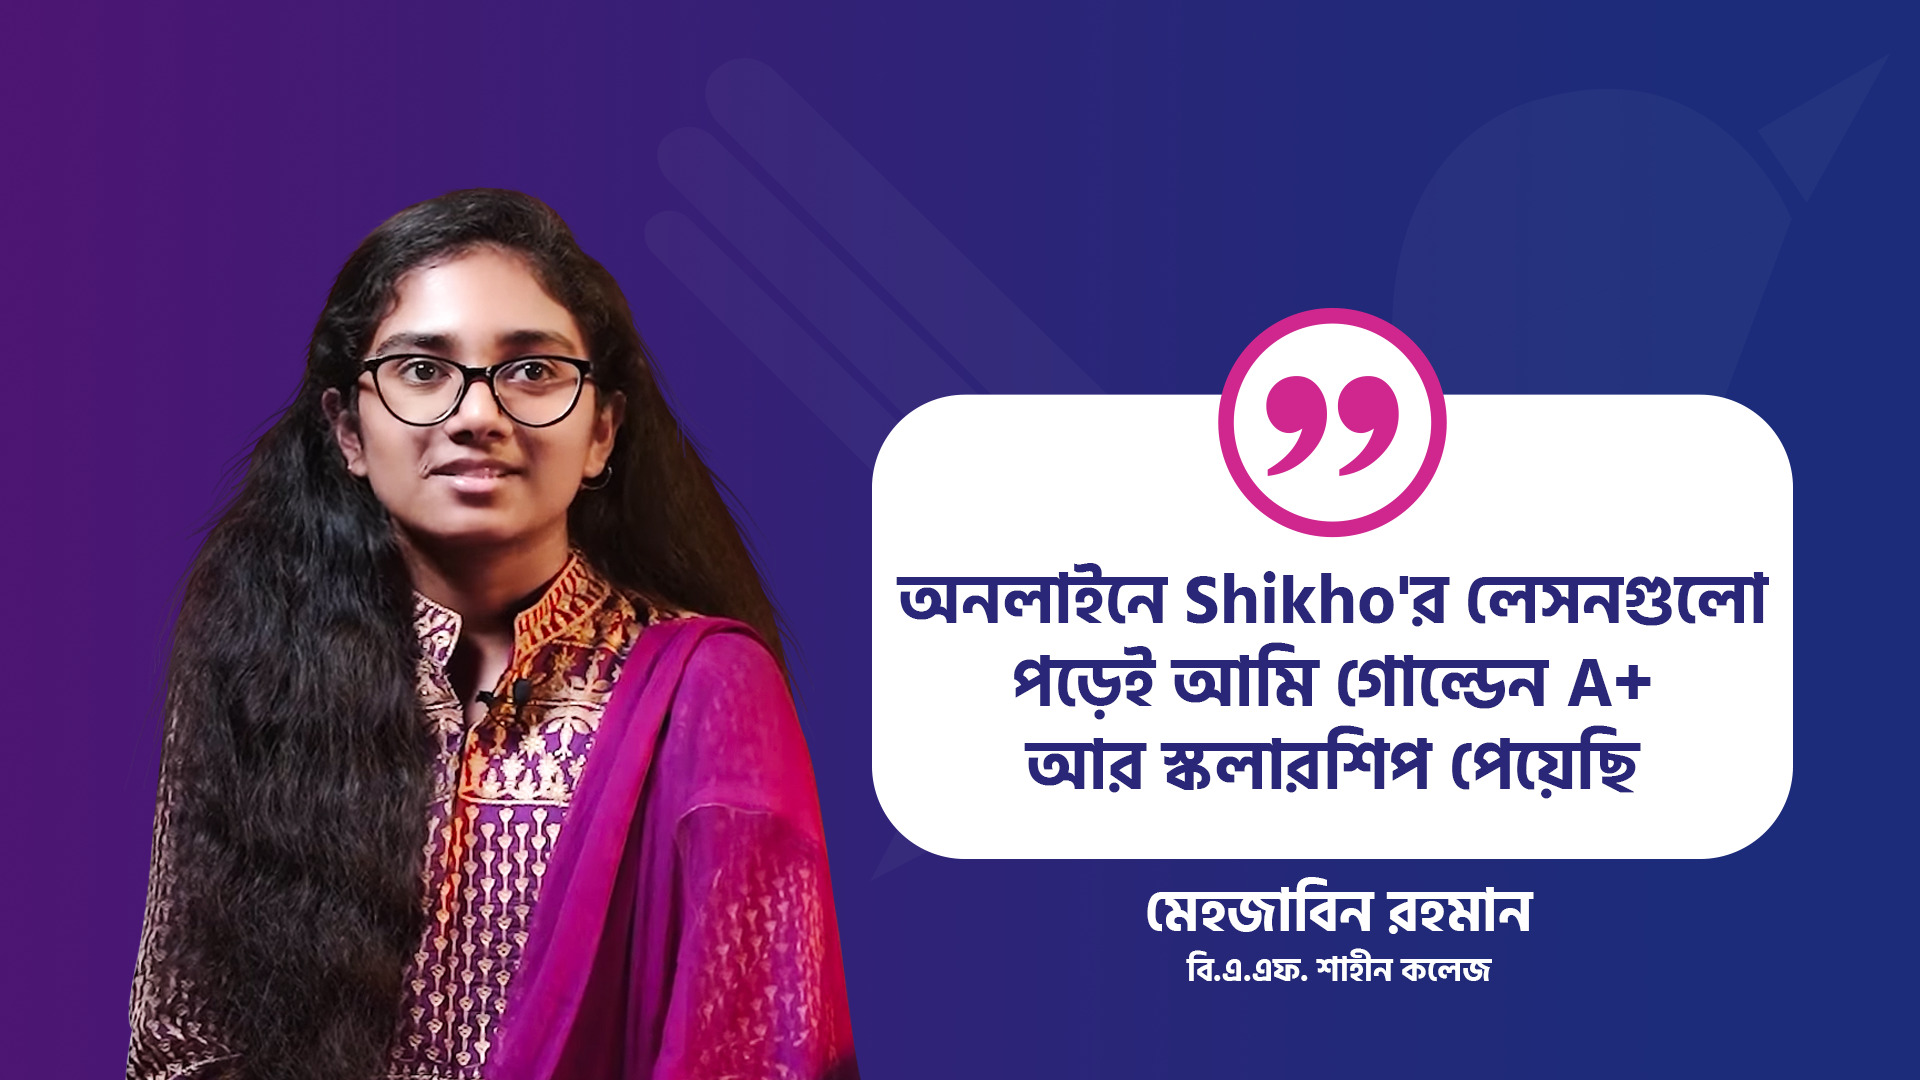 অনলাইনে Shikho'র লেসনগুলো
পড়েই আমি গোল্ডেন A+
আর স্কলারশিপ পেয়েছি
মেহজাবিন রহমান
বি.এ.এফ. শাহীন কলেজ